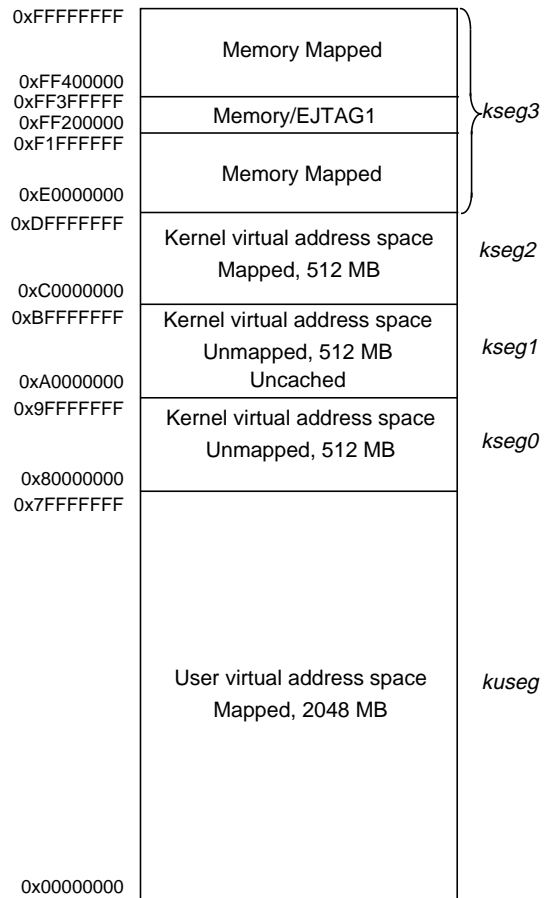 0xFFFFFFFF
Memory Mapped
0xFF400000
0xFF3FFFFF
Memory/EJTAG1
kseg3
0xFF200000
0xF1FFFFFF
Memory Mapped
0xE0000000
0xDFFFFFFF
Kernel virtual address space
Mapped, 512 MB
kseg2
0xC0000000
0xBFFFFFFF
Kernel virtual address space
Unmapped, 512 MB
Uncached
kseg1
0xA0000000
0x9FFFFFFF
Kernel virtual address space
Unmapped, 512 MB
kseg0
0x80000000
0x7FFFFFFF
User virtual address space
Mapped, 2048 MB
kuseg
0x00000000